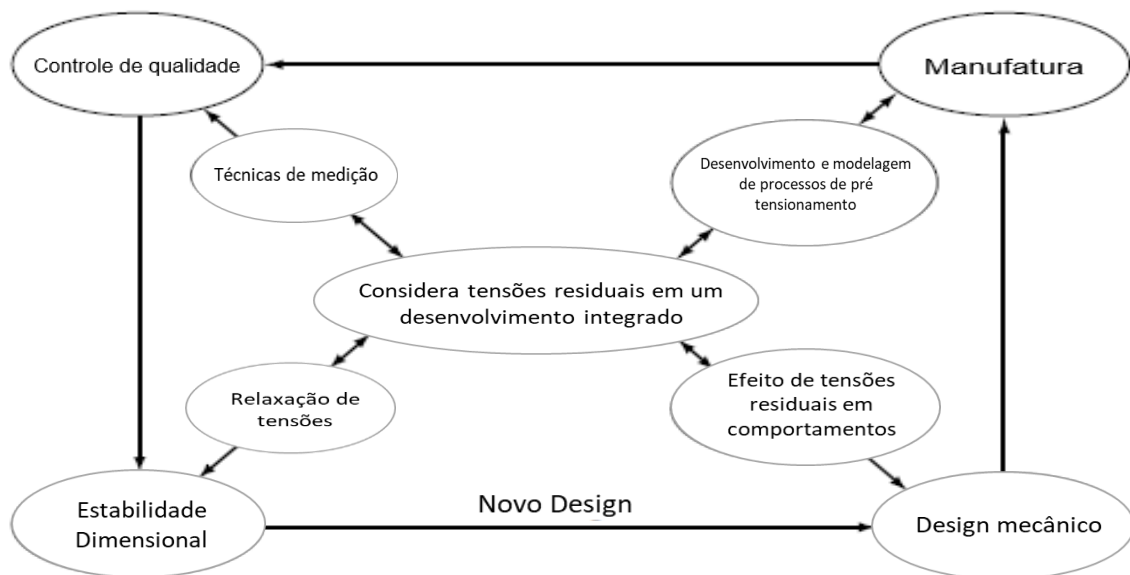 Controle de qualidade
Manufatura
Técnicas de medição
Desenvolvimento e modelagem
de processos de pré
tensionamento
Considera tensões residuais em um
desenvolvimento integrado
Relaxação de
tensões
Efeito de tensões
residuais em
comportamentos
Estabilidade
Dimensional
Novo Design
Design mecânico